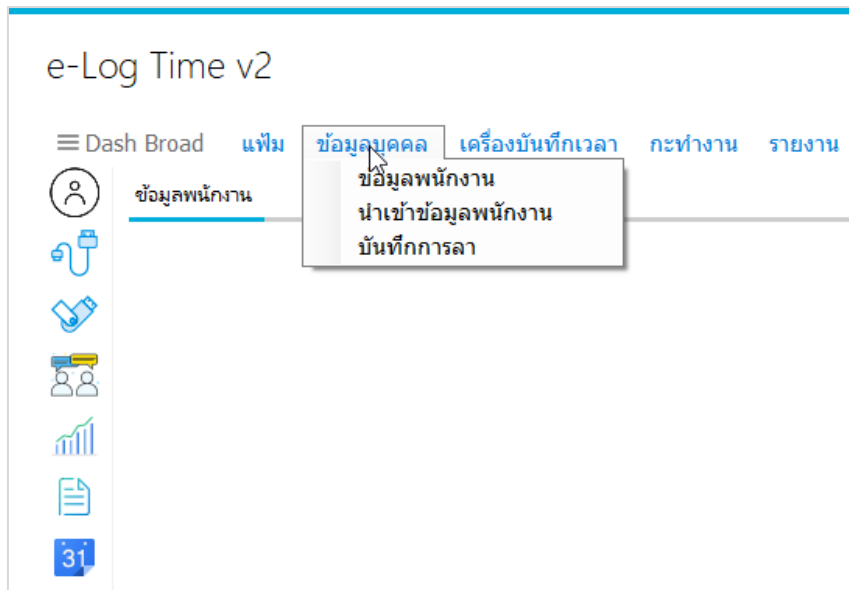 e-Log Time v2
Dash Broad แฟ้ม ข้อมูลบุคคล เครื่องบันทึกเวลา กะทำงาน รายงาน
ข้อมูลพนักงาน
ข้อมูลพนักงาน
นำเข้าข้อมูลพนักงาน
บันทึกการลา
31